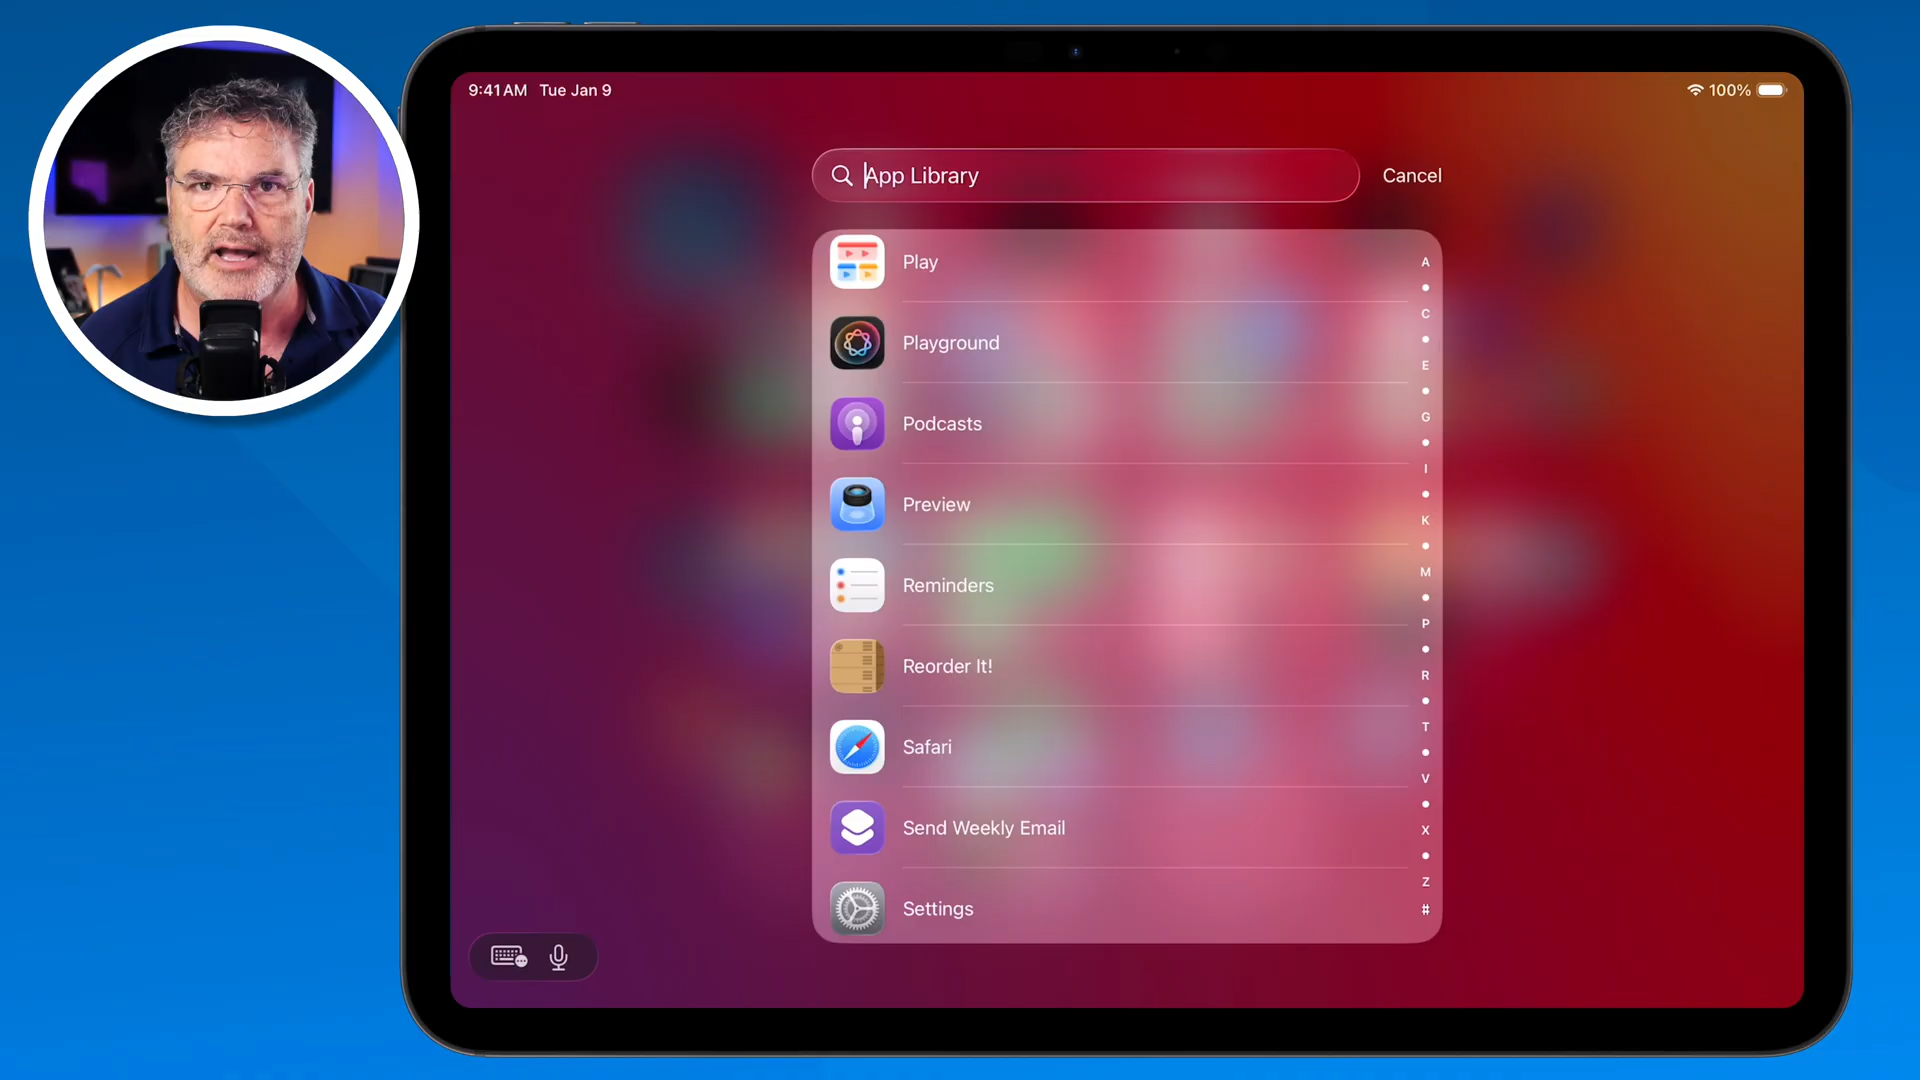 9:41 AM Tue Jan 9
100%
App Library
Cancel
Play
Playground
Podcasts
Preview
Reminders
Reorder It!
Safari
Send Weekly Email
Settings
A
C
E
G
I
K
M
P
R
T
V
X
Z
#